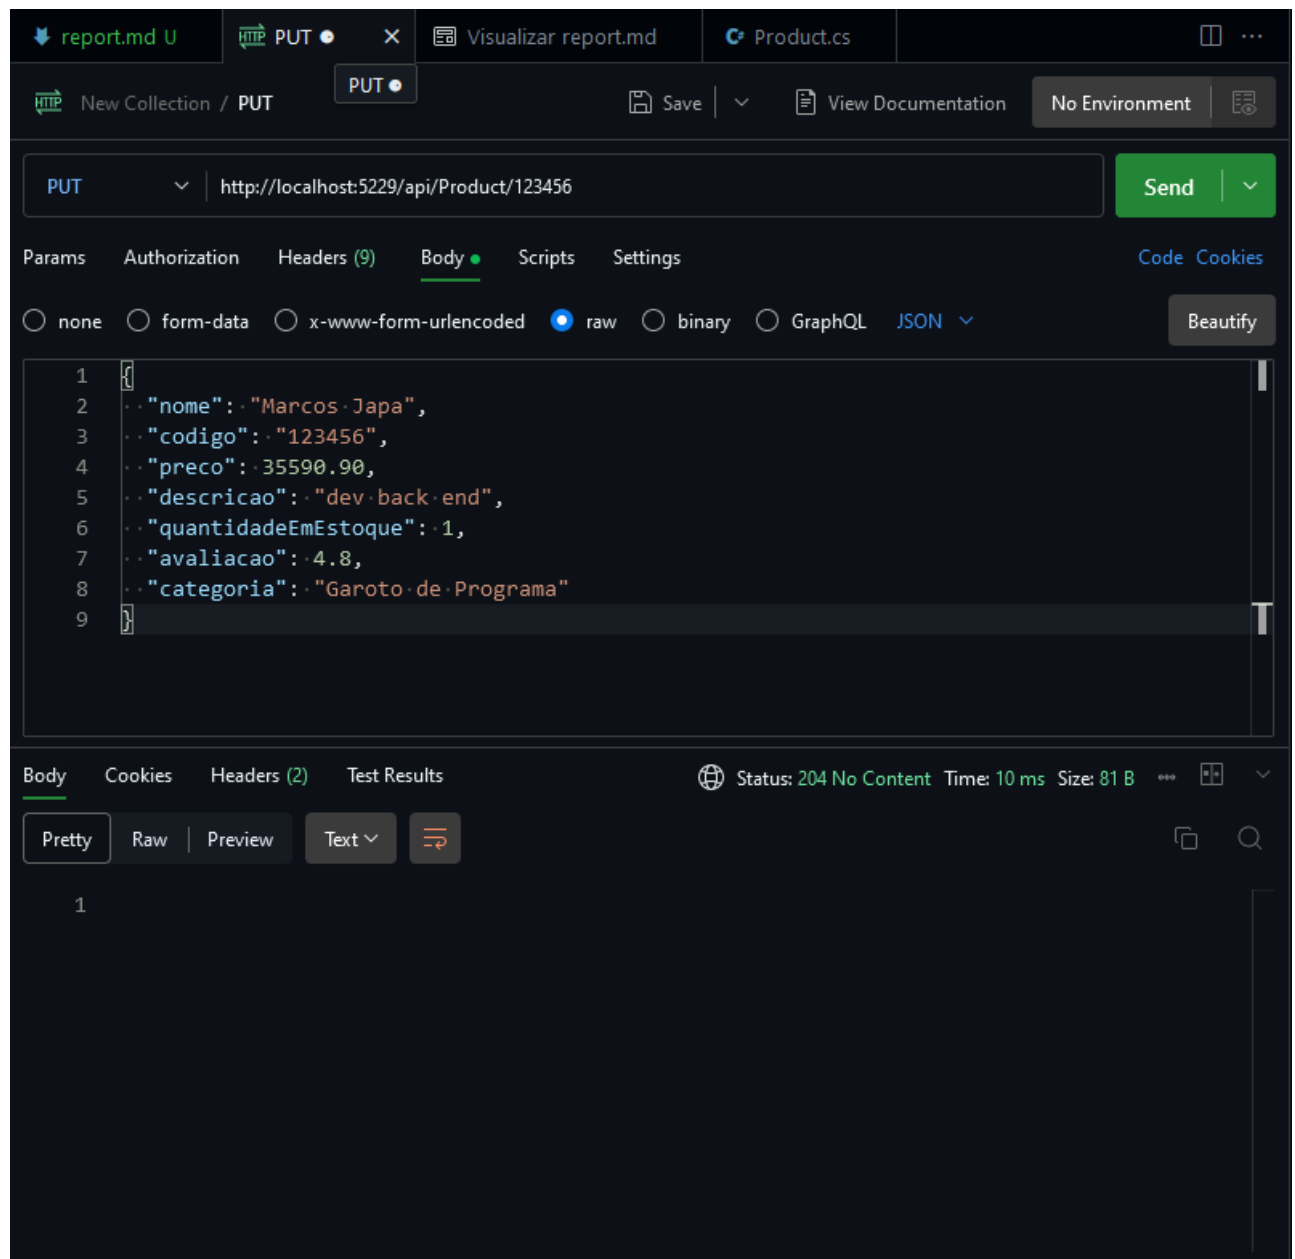 report.md U PUT Visualizar report.md Product.cs
PUT
New Collection / PUT Save View Documentation No Environment
PUT http://localhost:5229/api/Product/123456 Send
Params Authorization Headers (9) Body Scripts Settings Code Cookies
none form-data x-www-form-urlencoded raw binary GraphQL JSON Beautify
1 {
2 "nome": "Marcos Japa",
3 "codigo": "123456",
4 "preco": 35590.90,
5 "descricao": "dev back end",
6 "quantidadeEmEstoque": 1,
7 "avaliacao": 4.8,
8 "categoria": "Garoto de Programa"
9 }
Body Cookies Headers (2) Test Results Status: 204 No Content Time: 10 ms Size: 81 B
Pretty Raw Preview Text
1